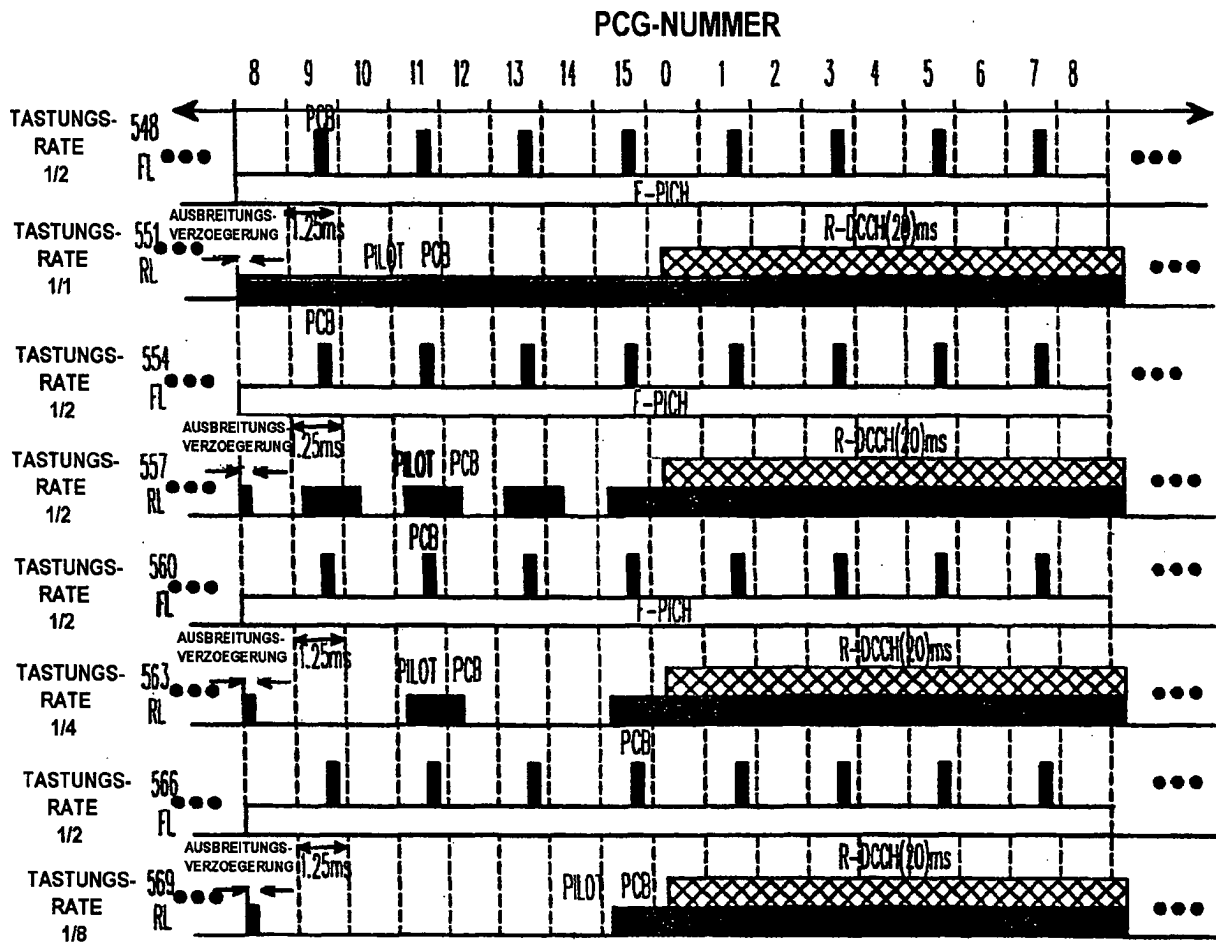 PCG-NUMMER
8 9 10 11 12 13 14 15 0 1 2 3 4 5 6 7 8
TASTUNGS-
RATE
1/2
548
FL
PCB
F-PICH
TASTUNGS-
RATE
1/1
551
RL
AUSBREITUNGS-
VERZOEGERUNG
1.25ms
PILOT PCB
R-DCCH(20)ms
TASTUNGS-
RATE
1/2
554
FL
PCB
F-PICH
TASTUNGS-
RATE
1/2
557
RL
AUSBREITUNGS-
VERZOEGERUNG
.25ms
PILOT PCB
R-DCCH(20)ms
TASTUNGS-
RATE
1/2
560
FL
PCB
F-PICH
TASTUNGS-
RATE
1/4
563
RL
AUSBREITUNGS-
VERZOEGERUNG
1.25ms
PILOT PCB
R-DCCH(20)ms
TASTUNGS-
RATE
1/2
566
FL
PCB
TASTUNGS-
RATE
1/8
569
RL
AUSBREITUNGS-
VERZOEGERUNG
1.25ms
PILOT PCB
R-DCCH(20)ms